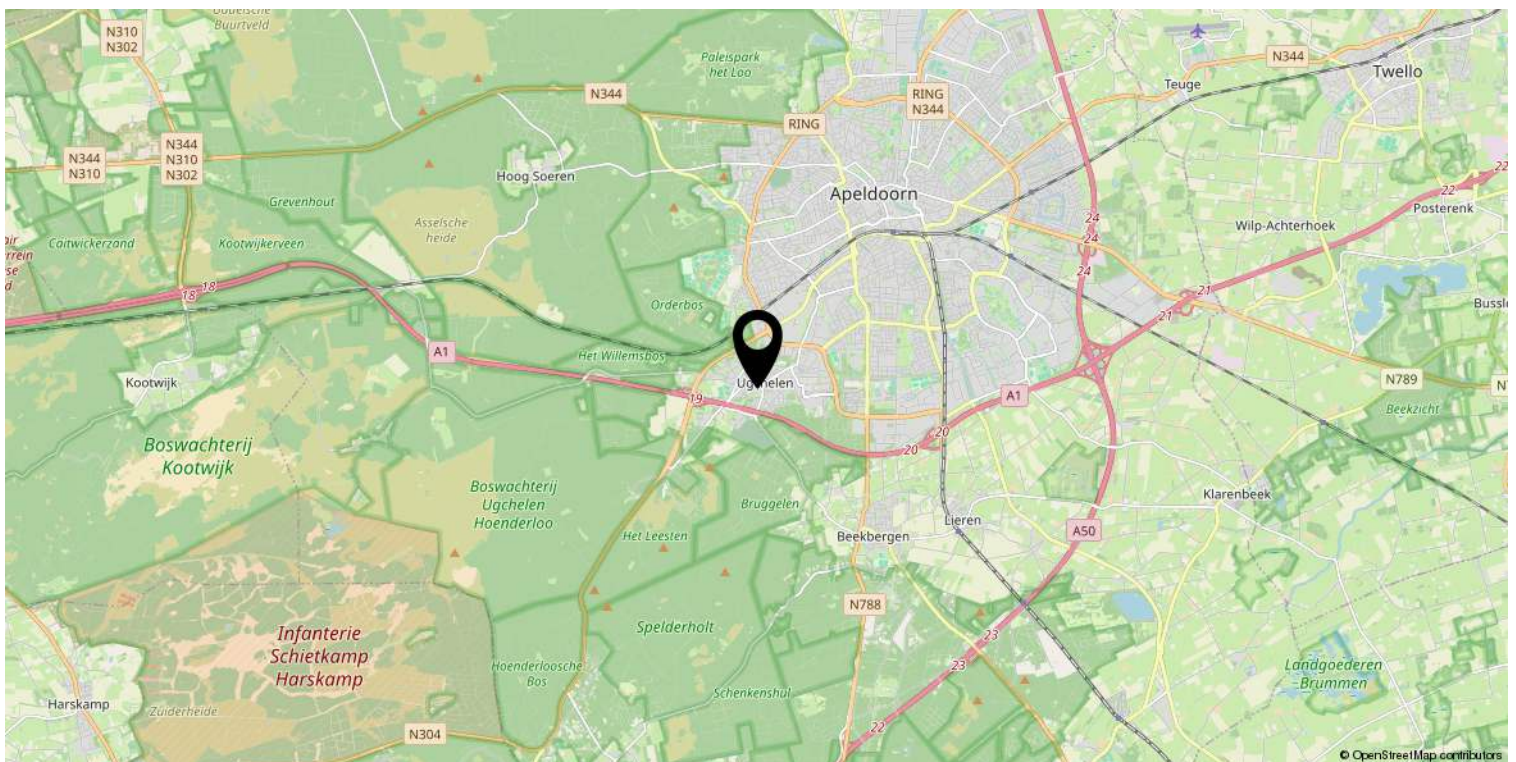 Uddelsche
Buurtveld
N310
N302
Paleispark
het Loo
N344
Teuge
Twello
N344
RING
N344
RING
N344
N310
N344
N310
N302
Hoog Soeren
Grevenhout
Apeldoorn
22
22
Posterenk
Asselsche
heide
Caitwickerzand
Kootwijkerveen
24
24
24
Wilp-Achterhoek
18
18
Orderbos
21
21
A1
Het Willemsbos
Kootwijk
Ugchelen
19
A1
N789
Beekzicht
Boswachterij
Kootwijk
20
20
Boswachterij
Ugchelen
Hoenderloo
Bruggelen
Klarenbeek
Lieren
Het Leesten
Beekbergen
A50
N788
Infanterie
Schietkamp
Harskamp
Spelderholt
23
23
Hoenderloosche
Bos
Landgoederen
Brummen
Schenkenshul
Harskamp
Zuiderheide
22
N304
© OpenStreetMap contributors